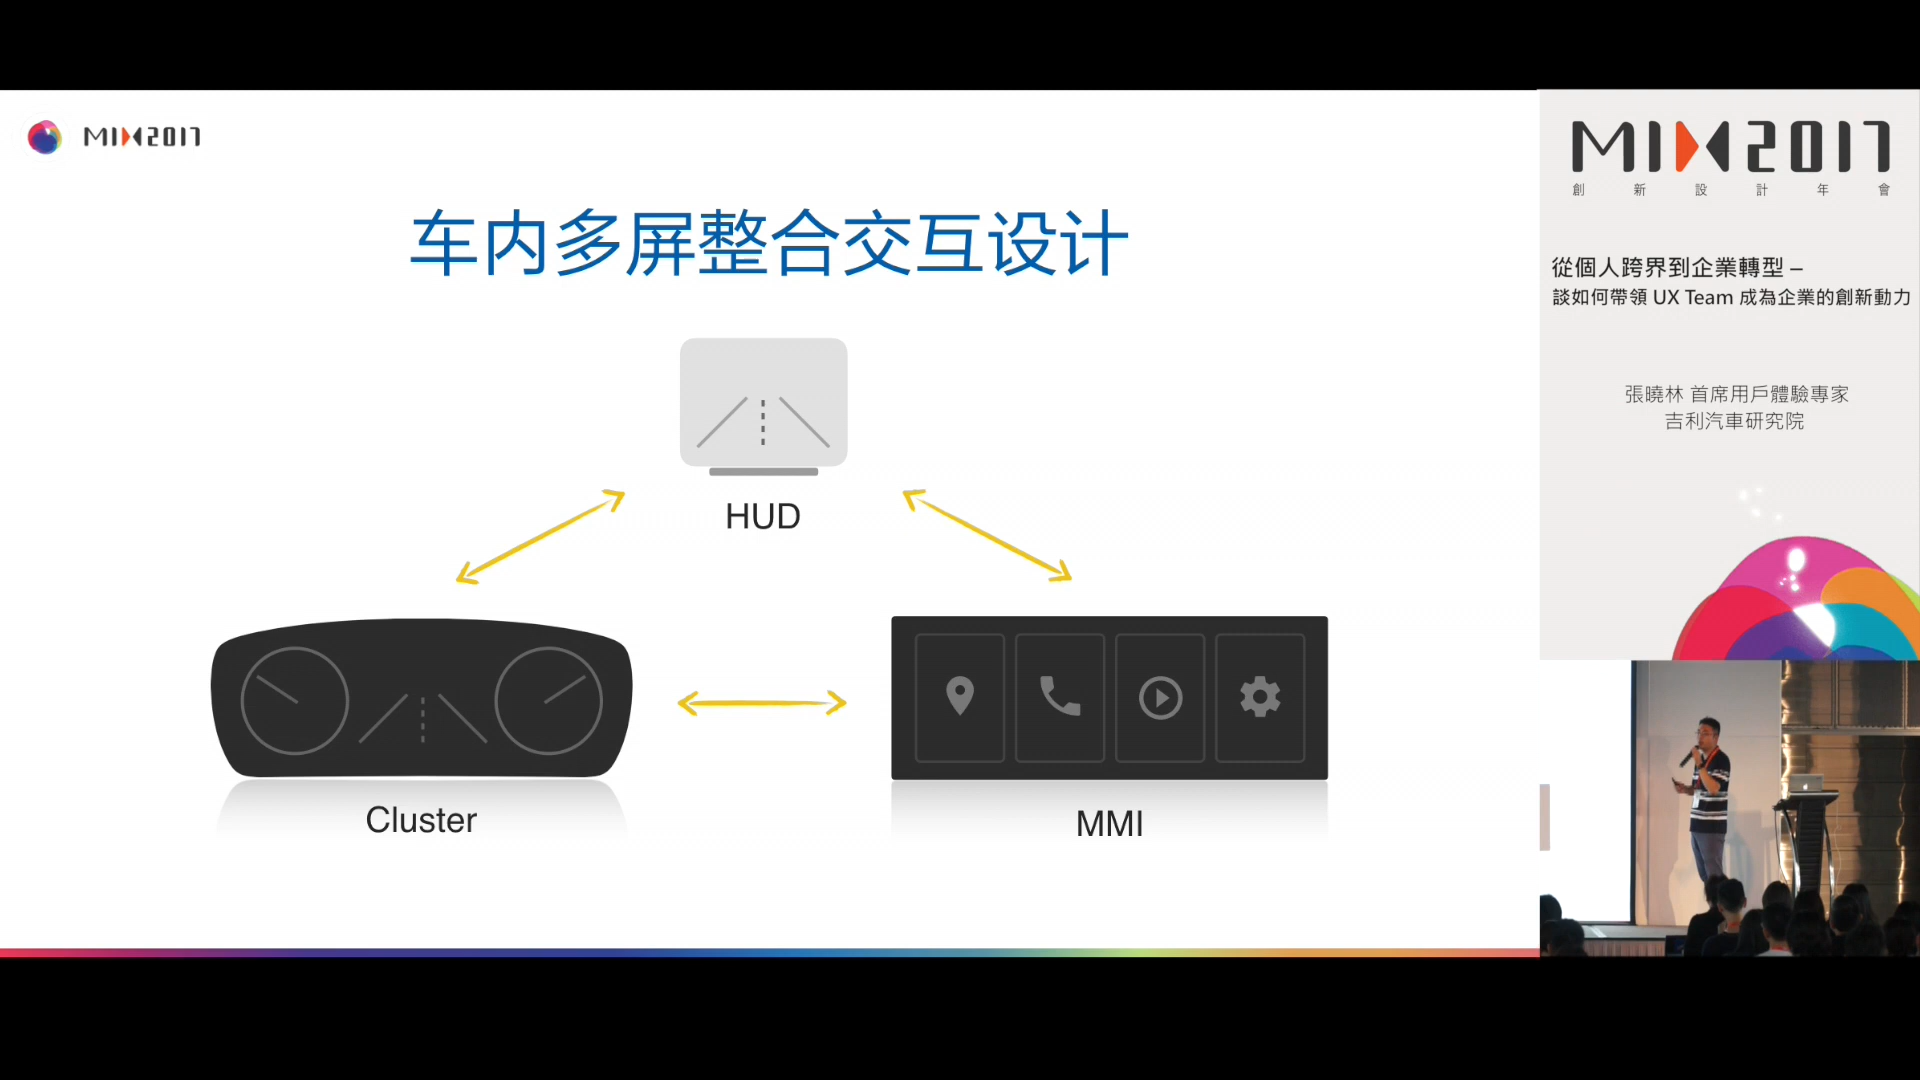 MIX2017
车内多屏整合交互设计
HUD
Cluster
MMI
MIX2017
創新設計年會
從個人跨界到企業轉型 –
談如何帶領 UX Team 成為企業的創新動力
張曉林 首席用戶體驗專家
吉利汽車研究院